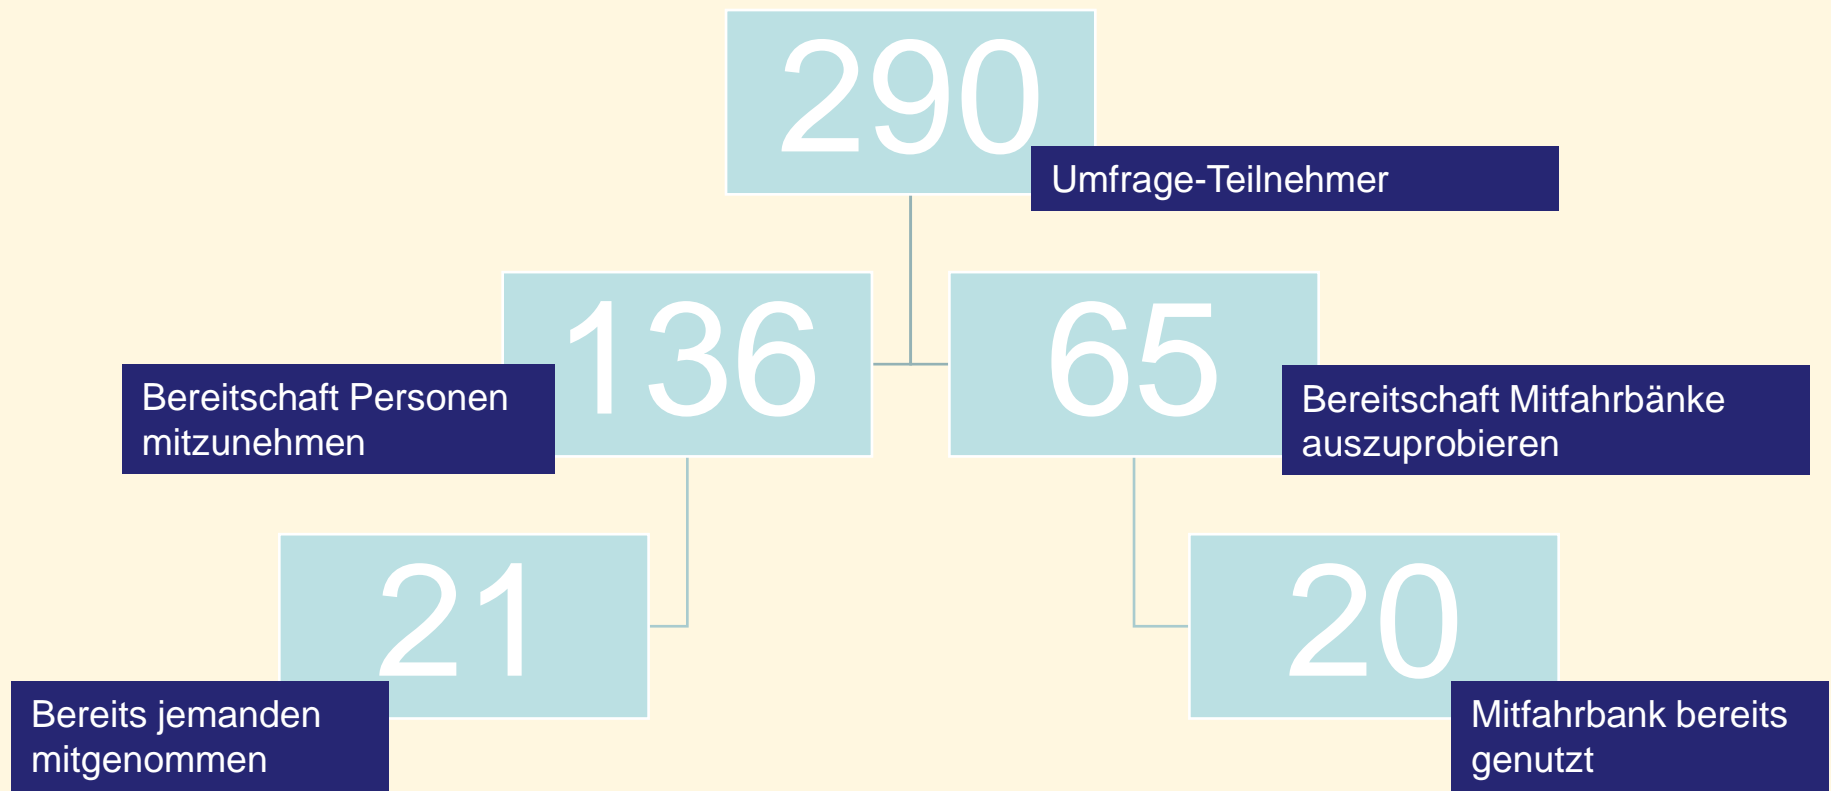 290
Umfrage-Teilnehmer
136
Bereitschaft Personen
mitzunehmen
65
Bereitschaft Mitfahrbänke
auszuprobieren
21
Bereits jemanden
mitgenommen
20
Mitfahrbank bereits
genutzt